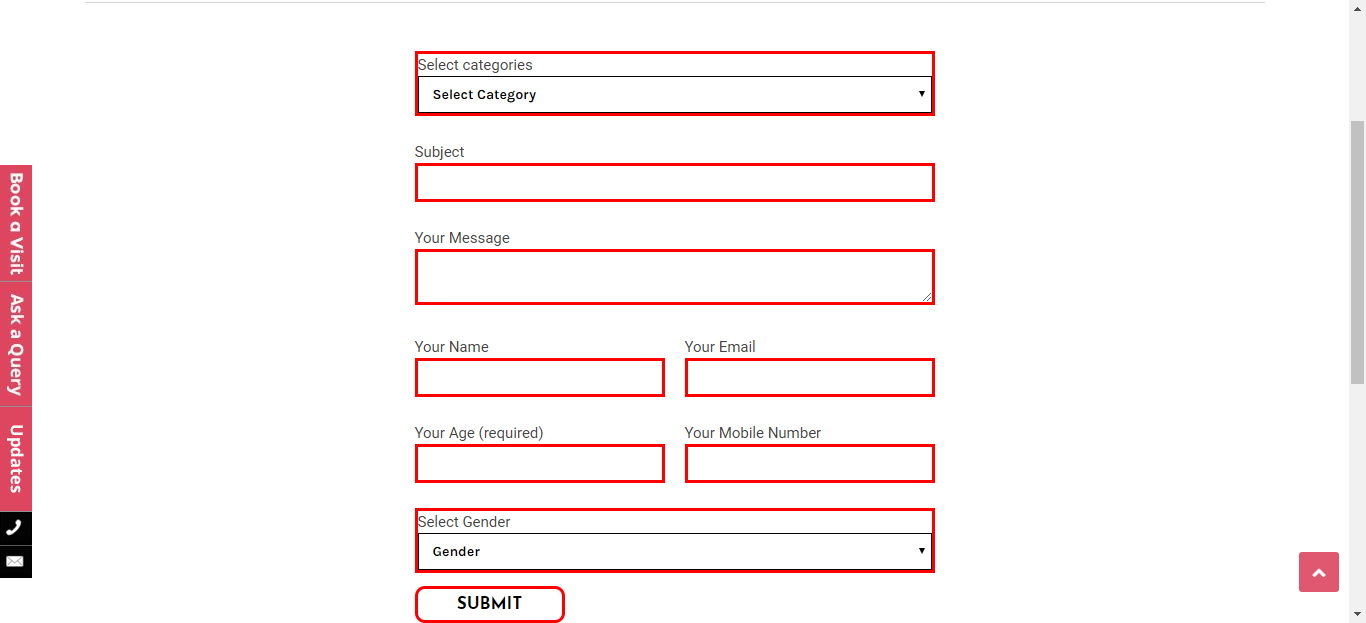 Select categories
Select Category
Subject
Your Message
Your Name
Your Email
Your Age (required)
Your Mobile Number
Select Gender
Gender
SUBMIT
Book a Visit
Ask a Query
Updates